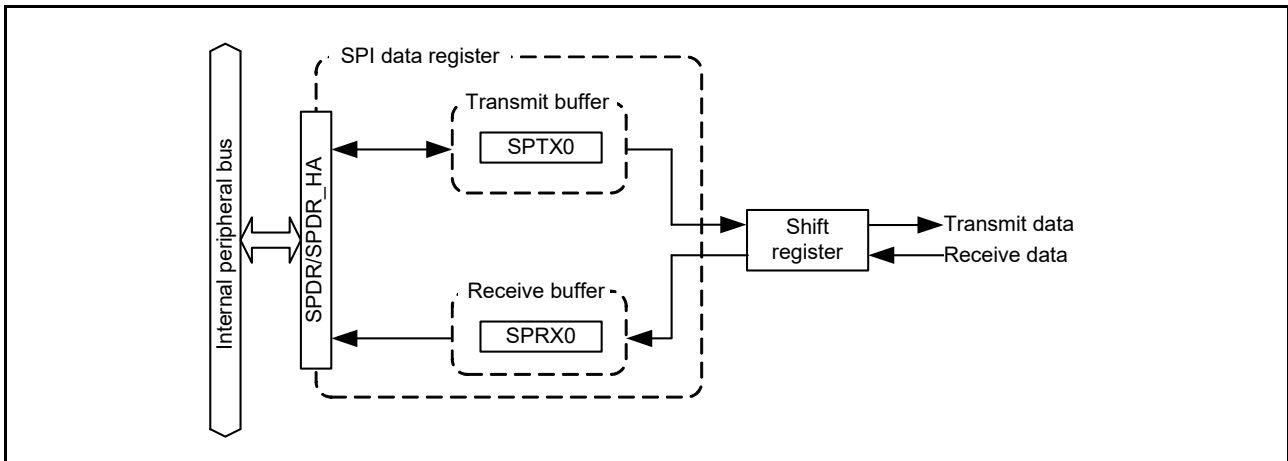 SPI data register
Transmit buffer
SPTX0
Internal peripheral bus
SPDR/SPDR_HA
Shift
register
Transmit data
Receive data
Receive buffer
SPRX0